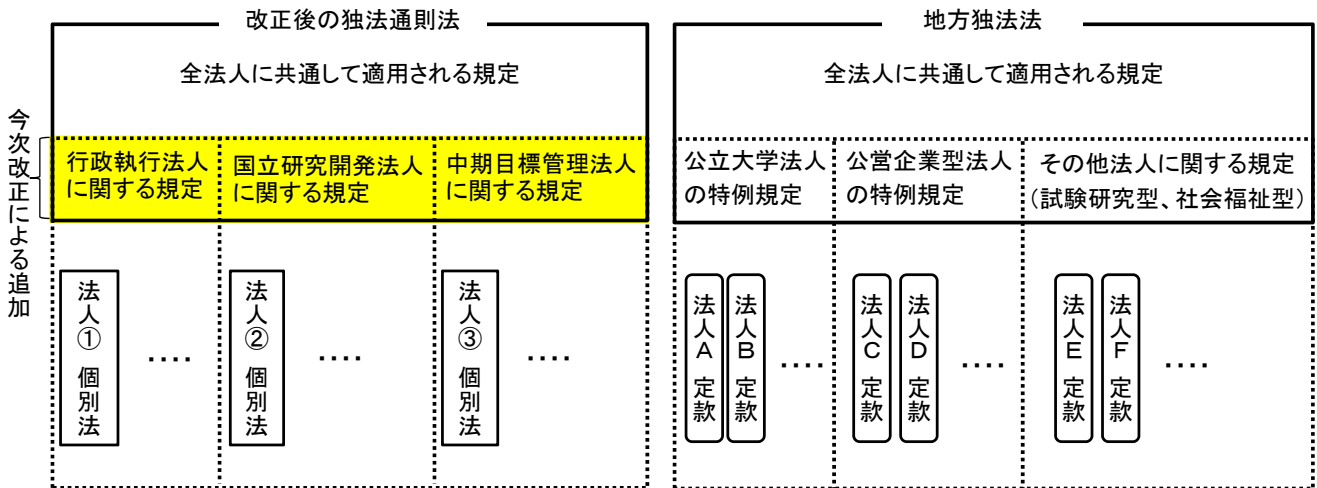 改正後の独法通則法
全法人に共通して適用される規定
今次改正による追加
行政執行法人
に関する規定
国立研究開発法人
に関する規定
中期目標管理法人
に関する規定
法人① 個別法
‥‥
法人② 個別法
‥‥
法人③ 個別法
‥‥
地方独法法
全法人に共通して適用される規定
公立大学法人
の特例規定
公営企業型法人
の特例規定
その他法人に関する規定
(試験研究型、社会福祉型)
法人A 定款
法人B 定款
‥‥
法人C 定款
法人D 定款
‥‥
法人E 定款
法人F 定款
‥‥